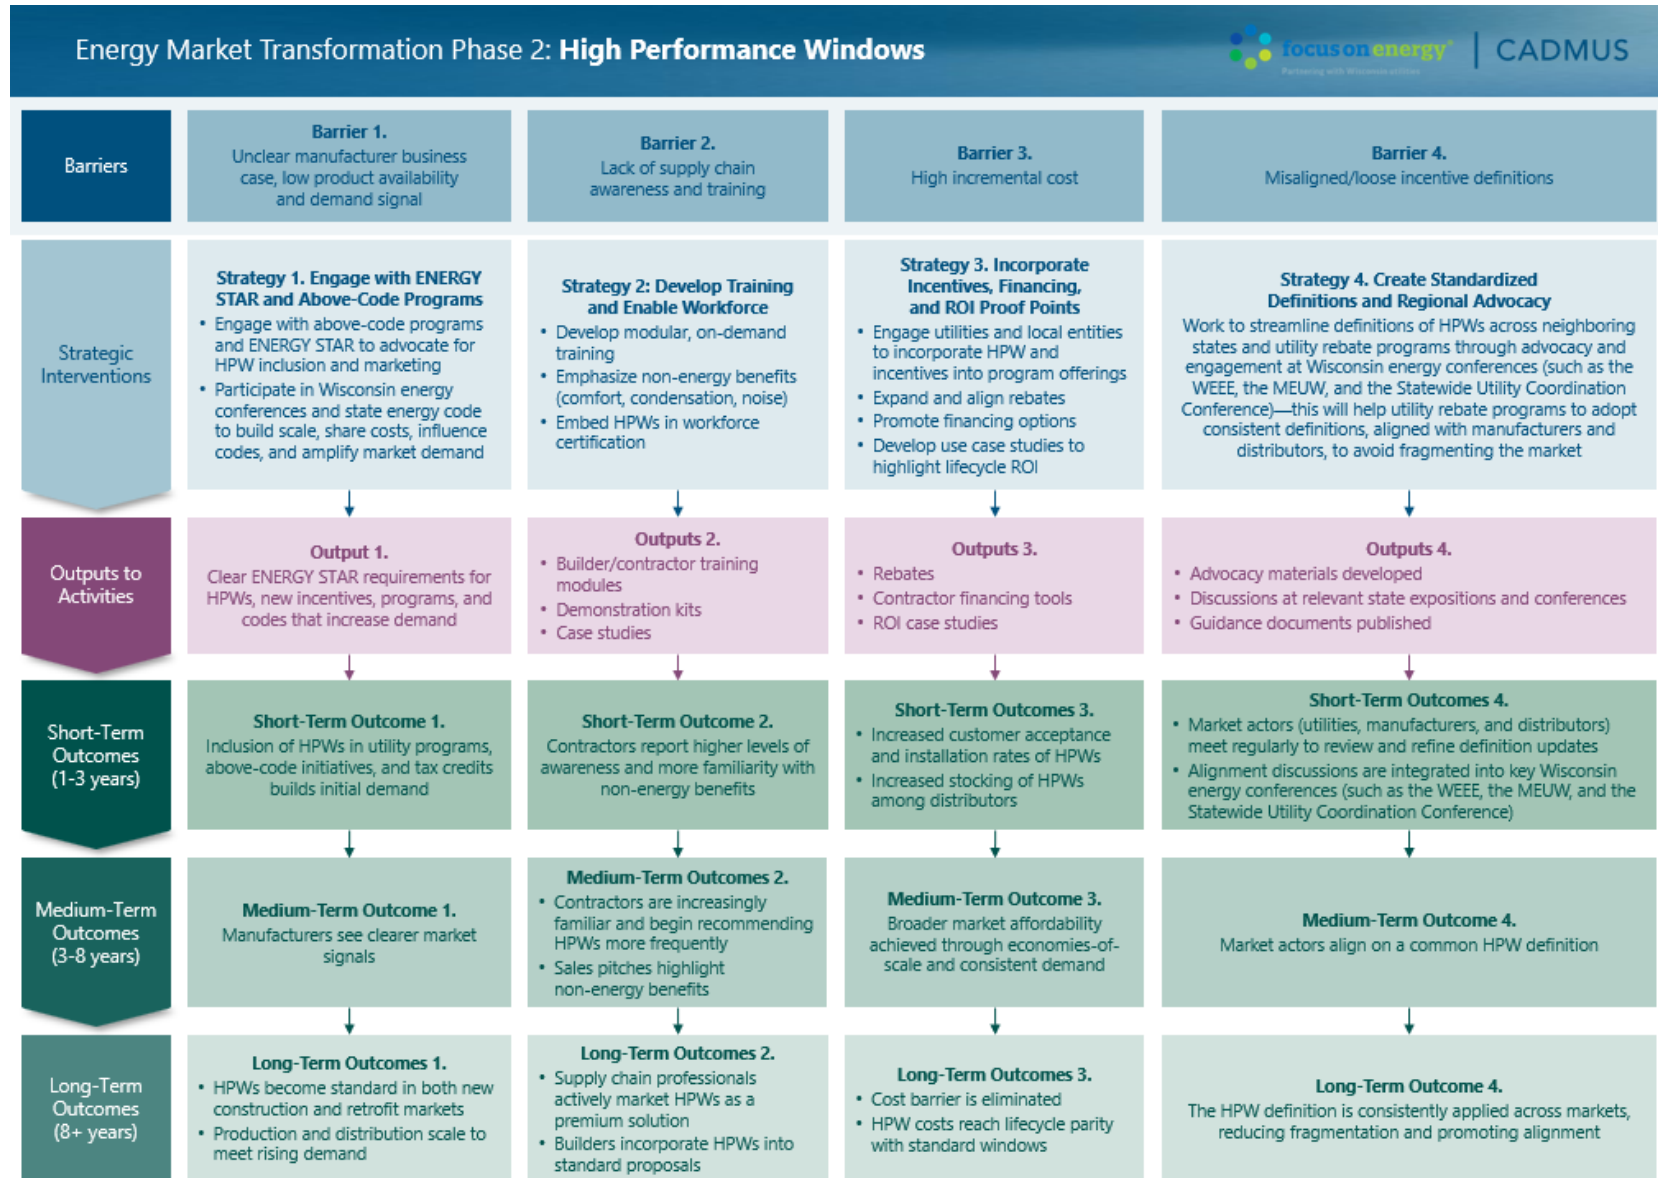 Energy Market Transformation Phase 2: High Performance Windows
focus on energy®
Partnering with Wisconsin utilities
CADMUS
Barriers
Barrier 1.
Unclear manufacturer business
case, low product availability
and demand signal
Barrier 2.
Lack of supply chain
awareness and training
Barrier 3.
High incremental cost
Barrier 4.
Misaligned/loose incentive definitions
Strategic
Interventions
Strategy 1. Engage with ENERGY
STAR and Above-Code Programs
• Engage with above-code programs
and ENERGY STAR to advocate for
HPW inclusion and marketing
• Participate in Wisconsin energy
conferences and state energy code
to build scale, share costs, influence
codes, and amplify market demand
Strategy 2: Develop Training
and Enable Workforce
• Develop modular, on-demand
training
• Emphasize non-energy benefits
(comfort, condensation, noise)
• Embed HPWs in workforce
certification
Strategy 3. Incorporate
Incentives, Financing,
and ROI Proof Points
• Engage utilities and local entities
to incorporate HPW and
incentives into program offerings
• Expand and align rebates
• Promote financing options
• Develop use case studies to
highlight lifecycle ROI
Strategy 4. Create Standardized
Definitions and Regional Advocacy
Work to streamline definitions of HPWs across neighboring
states and utility rebate programs through advocacy and
engagement at Wisconsin energy conferences (such as the
WEEE, the MEUW, and the Statewide Utility Coordination
Conference)—this will help utility rebate programs to adopt
consistent definitions, aligned with manufacturers and
distributors, to avoid fragmenting the market
Outputs to
Activities
Output 1.
Clear ENERGY STAR requirements for
HPWs, new incentives, programs, and
codes that increase demand
Outputs 2.
• Builder/contractor training
modules
• Demonstration kits
• Case studies
Outputs 3.
• Rebates
• Contractor financing tools
• ROI case studies
Outputs 4.
• Advocacy materials developed
• Discussions at relevant state expositions and conferences
• Guidance documents published
Short-Term
Outcomes
(1-3 years)
Short-Term Outcome 1.
Inclusion of HPWs in utility programs,
above-code initiatives, and tax credits
builds initial demand
Short-Term Outcome 2.
Contractors report higher levels of
awareness and more familiarity with
non-energy benefits
Short-Term Outcomes 3.
• Increased customer acceptance
and installation rates of HPWs
• Increased stocking of HPWs
among distributors
Short-Term Outcomes 4.
• Market actors (utilities, manufacturers, and distributors)
meet regularly to review and refine definition updates
• Alignment discussions are integrated into key Wisconsin
energy conferences (such as the WEEE, the MEUW, and the
Statewide Utility Coordination Conference)
Medium-Term
Outcomes
(3-8 years)
Medium-Term Outcome 1.
Manufacturers see clearer market
signals
Medium-Term Outcomes 2.
• Contractors are increasingly
familiar and begin recommending
HPWs more frequently
• Sales pitches highlight
non-energy benefits
Medium-Term Outcome 3.
Broader market affordability
achieved through economies-of-
scale and consistent demand
Medium-Term Outcome 4.
Market actors align on a common HPW definition
Long-Term
Outcomes
(8+ years)
Long-Term Outcomes 1.
• HPWs become standard in both new
construction and retrofit markets
• Production and distribution scale to
meet rising demand
Long-Term Outcomes 2.
• Supply chain professionals
actively market HPWs as a
premium solution
• Builders incorporate HPWs into
standard proposals
Long-Term Outcomes 3.
• Cost barrier is eliminated
• HPW costs reach lifecycle parity
with standard windows
Long-Term Outcome 4.
The HPW definition is consistently applied across markets,
reducing fragmentation and promoting alignment